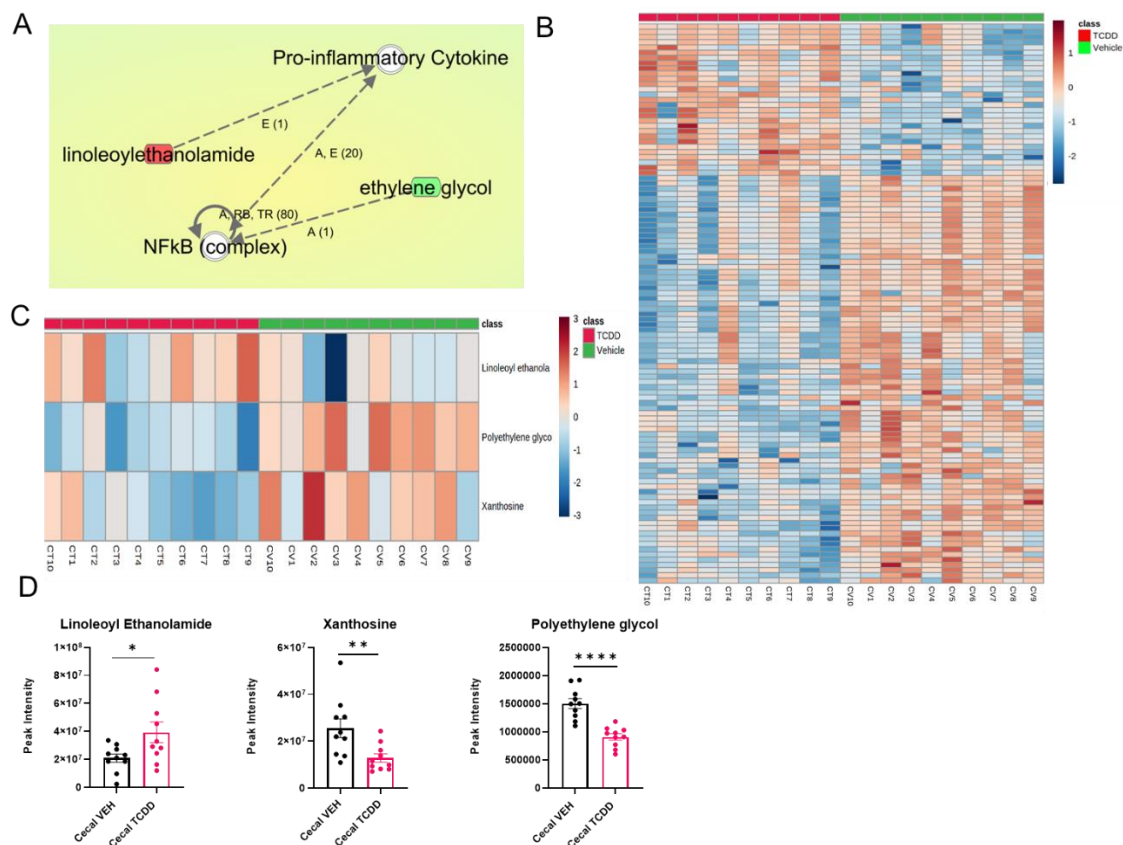 A
Pro-inflammatory Cytokine
E (1)
linoleoylethanolamide
A, E (20)
ethylene glycol
A, RB, TR (80)
A (1)
NFkB (complex)
B
class
TCDD
Vehicle
1
0
-1
-2
CT10
CT1
CT2
CT3
CT4
CT5
CT6
CT7
CT8
CT9
CV10
CV1
CV2
CV3
CV4
CV5
CV6
CV7
CV8
CV9
C
class
Linoleoyl ethanola
Polyethylene glyco
Xanthosine
3
2
1
0
-1
-2
-3
class
TCDD
Vehicle
CT10
CT1
CT2
CT3
CT4
CT5
CT6
CT7
CT8
CT9
CV10
CV1
CV2
CV3
CV4
CV5
CV6
CV7
CV8
CV9
D
Linoleoyl Ethanolamide
Peak Intensity
1×10⁸
8×10⁷
6×10⁷
4×10⁷
2×10⁷
0
*
Cecal VEH
Cecal TCDD
Xanthosine
Peak Intensity
6×10⁷
4×10⁷
2×10⁷
0
**
Cecal VEH
Cecal TCDD
Polyethylene glycol
Peak Intensity
2500000
2000000
1500000
1000000
500000
0
****
Cecal VEH
Cecal TCDD